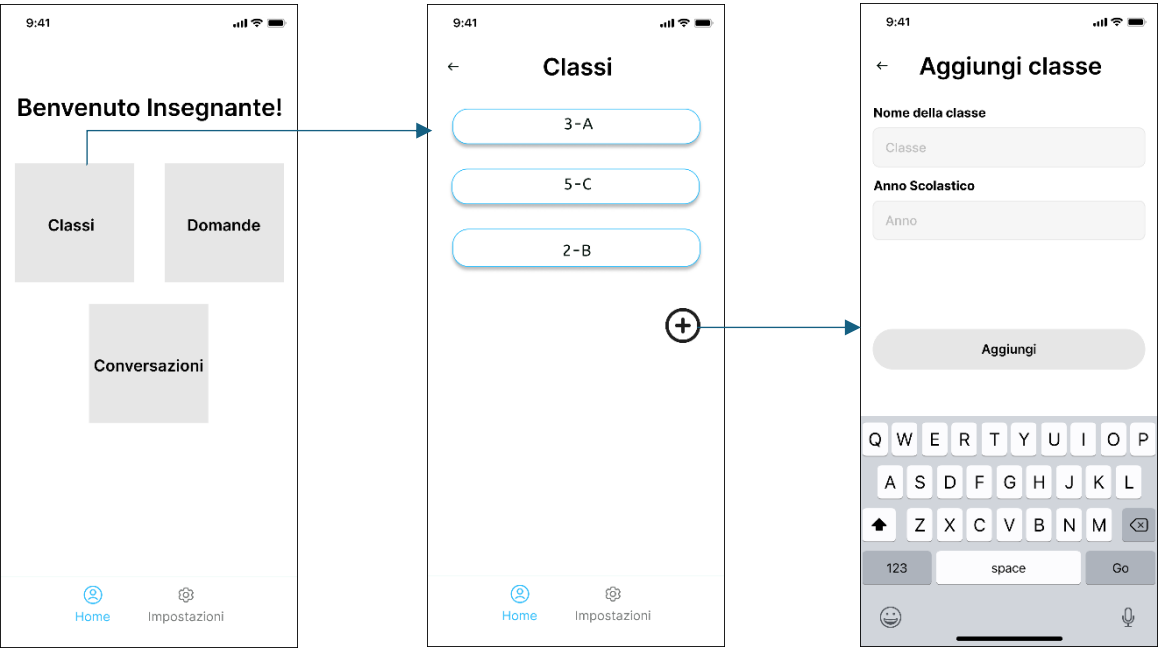 9:41
Benvenuto Insegnante!
Classi
Domande
Conversazioni
Home
Impostazioni
9:41
Classi
3-A
5-C
2-B
Home
Impostazioni
9:41
Aggiungi classe
Nome della classe
Classe
Anno Scolastico
Anno
Aggiungi
Q W E R T Y U I O P
A S D F G H J K L
Z X C V B N M
123 space Go